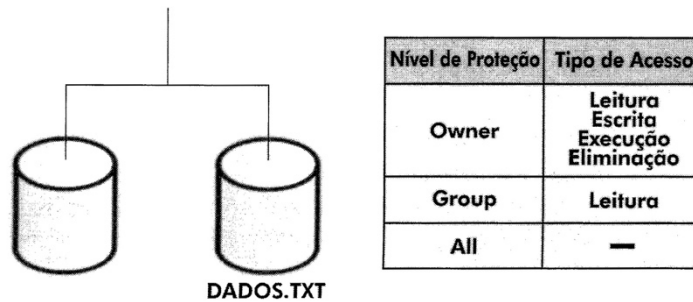 Nível de Proteção Tipo de Acesso
Owner
Leitura
Escrita
Execução
Eliminação
Group Leitura
All —
DADOS.TXT